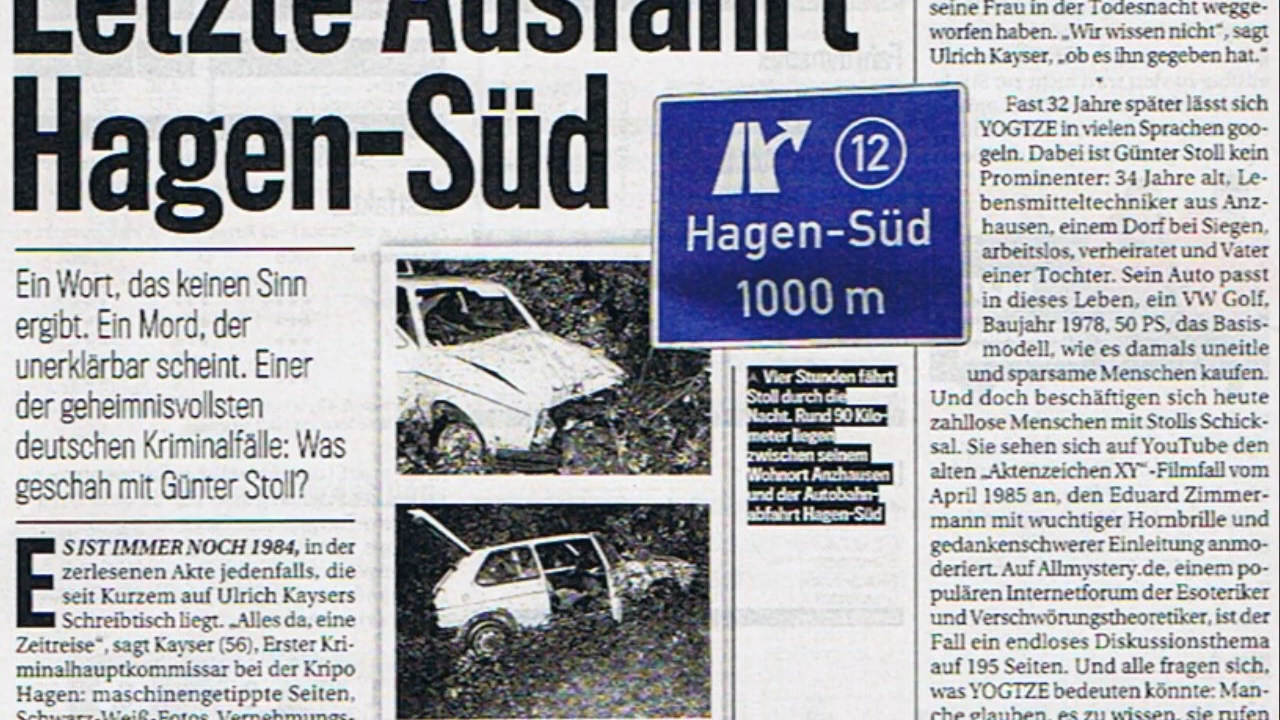 Letzte Ausfahrt
Hagen-Süd
Ein Wort, das keinen Sinn
ergibt. Ein Mord, der
unerklärbar scheint. Einer
der geheimnisvollsten
deutschen Kriminalfälle: Was
geschah mit Günter Stoll?
ES IST IMMER NOCH 1984, in der
zerlesenen Akte jedenfalls, die
seit Kurzem auf Ulrich Kaysers
Schreibtisch liegt. „Alles da, eine
Zeitreise“, sagt Kayser (56), Erster Kri-
minalhauptkommissar bei der Kripo
Hagen: maschinengetippte Seiten,
Schwarz-Weiß-Fotos, Vernehmungs-
12
Hagen-Süd
1000 m
Vier Stunden fährt
Stoll durch die
Nacht. Rund 90 Kilo-
meter liegen
zwischen seinem
Wohnort Anzhausen
und der Autobahn-
abfahrt Hagen-Süd
seine Frau in der Todesnacht wegge-
worfen haben. „Wir wissen nicht“, sagt
Ulrich Kayser, „ob es ihn gegeben hat.“
Fast 32 Jahre später lässt sich
YOGTZE in vielen Sprachen goo-
geln. Dabei ist Günter Stoll kein
Prominenter: 34 Jahre alt, Le-
bensmitteltechniker aus Anz-
hausen, einem Dorf bei Siegen,
arbeitslos, verheiratet und Vater
einer Tochter. Sein Auto passt
in dieses Leben, ein VW Golf,
Baujahr 1978, 50 PS, das Basis-
modell, wie es damals uneitle
und sparsame Menschen kaufen.
Und doch beschäftigen sich heute
zahllose Menschen mit Stolls Schick-
sal. Sie sehen sich auf YouTube den
alten „Aktenzeichen XY“-Filmfall vom
April 1985 an, den Eduard Zimmer-
mann mit wuchtiger Hornbrille und
gedankenschwerer Einleitung anmo-
deriert. Auf Allmystery.de, einem po-
pulären Internetforum der Esoteriker
und Verschwörungstheoretiker, ist der
Fall ein endloses Diskussionsthema
auf 195 Seiten. Und alle fragen sich,
was YOGTZE bedeuten könnte: Man-
che glauben, es zu wissen, sie rufen